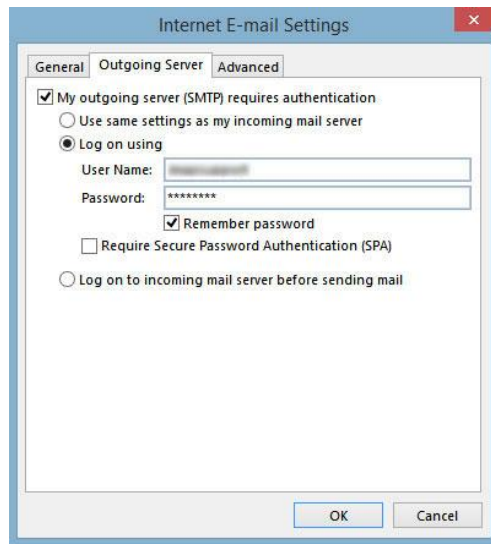 Internet E-mail Settings
General Outgoing Server Advanced
My outgoing server (SMTP) requires authentication
Use same settings as my incoming mail server
Log on using
User Name:
Password: ********
Remember password
Require Secure Password Authentication (SPA)
Log on to incoming mail server before sending mail
OK Cancel